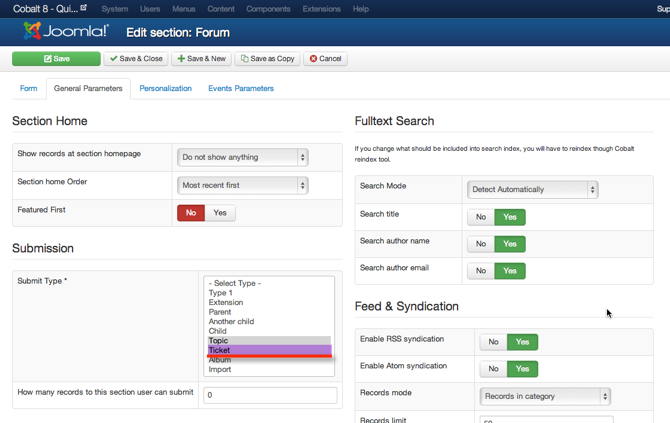 Cobalt 8 - Qui... System Users Menus Content Components Extensions Help Sup
Joomla!® Edit section: Forum
Save Save & Close Save & New Save as Copy Cancel
Form General Parameters Personalization Events Parameters
Section Home
Show records at section homepage Do not show anything
Section home Order Most recent first
Featured First No Yes
Submission
Submit Type * - Select Type -
Type 1
Extension
Parent
Another child
Child
Topic
Ticket
Album
Import
How many records to this section user can submit 0
Fulltext Search
If you change what should be included into search index, you will have to reindex though Cobalt
reindex tool.
Search Mode Detect Automatically
Search title No Yes
Search author name No Yes
Search author email No Yes
Feed & Syndication
Enable RSS syndication No Yes
Enable Atom syndication No Yes
Records mode Records in category
Records limit 50